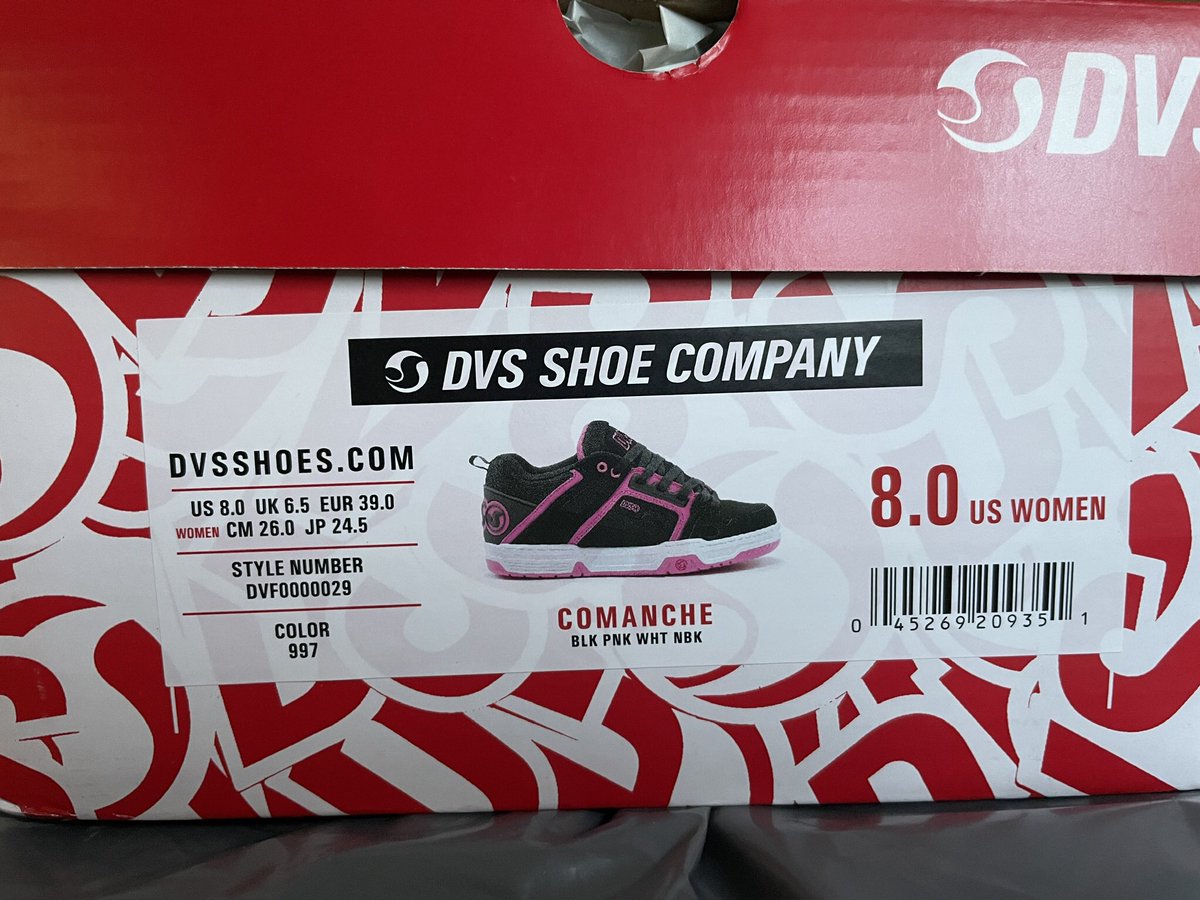 DVS
DVS SHOE COMPANY
DVSSHOES.COM
US 8.0 UK 6.5 EUR 39.0
WOMEN CM 26.0 JP 24.5
STYLE NUMBER
DVF0000029
COLOR
997
COMANCHE
BLK PNK WHT NBK
8.0 US WOMEN
0 45269 20935 1